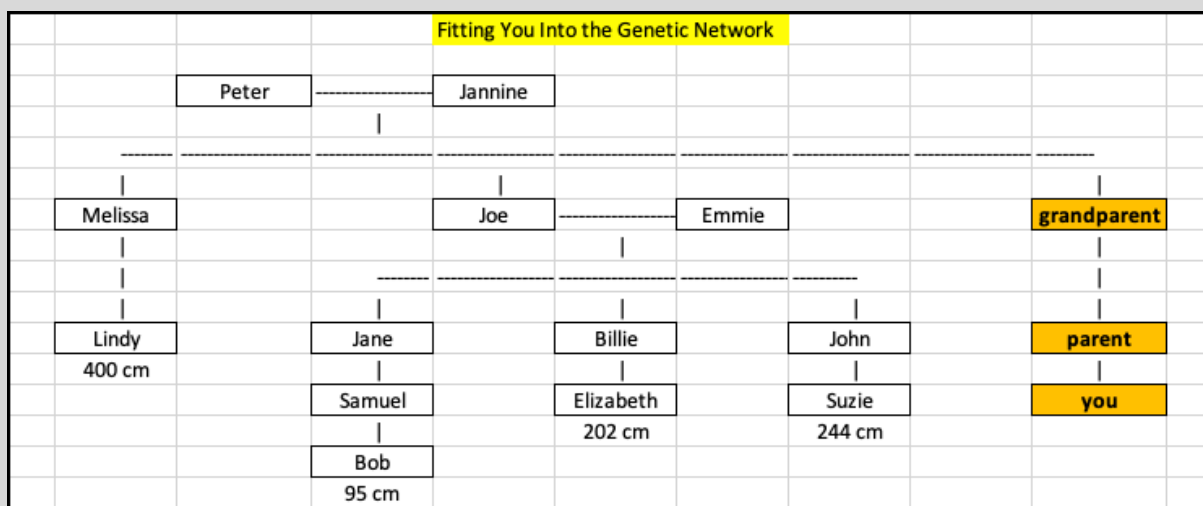 Fitting You Into the Genetic Network
Peter Jannine
Melissa Joe Emmie grandparent
Lindy Jane Billie John parent
400 cm
Samuel Elizabeth Suzie you
202 cm 244 cm
Bob
95 cm